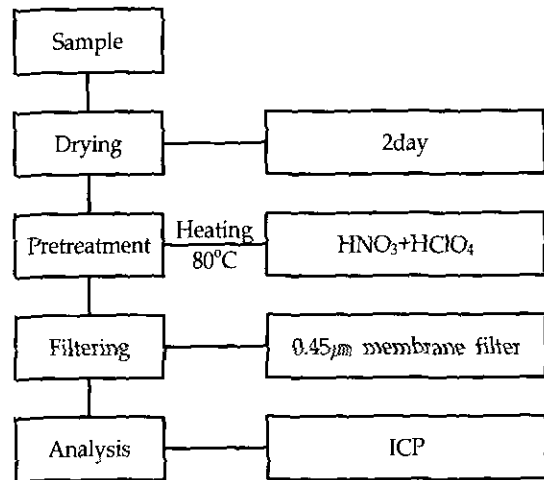 Sample
Drying
2day
Pretreatment
Heating
80°C
HNO₃+HClO₄
Filtering
0.45㎛ membrane filter
Analysis
ICP